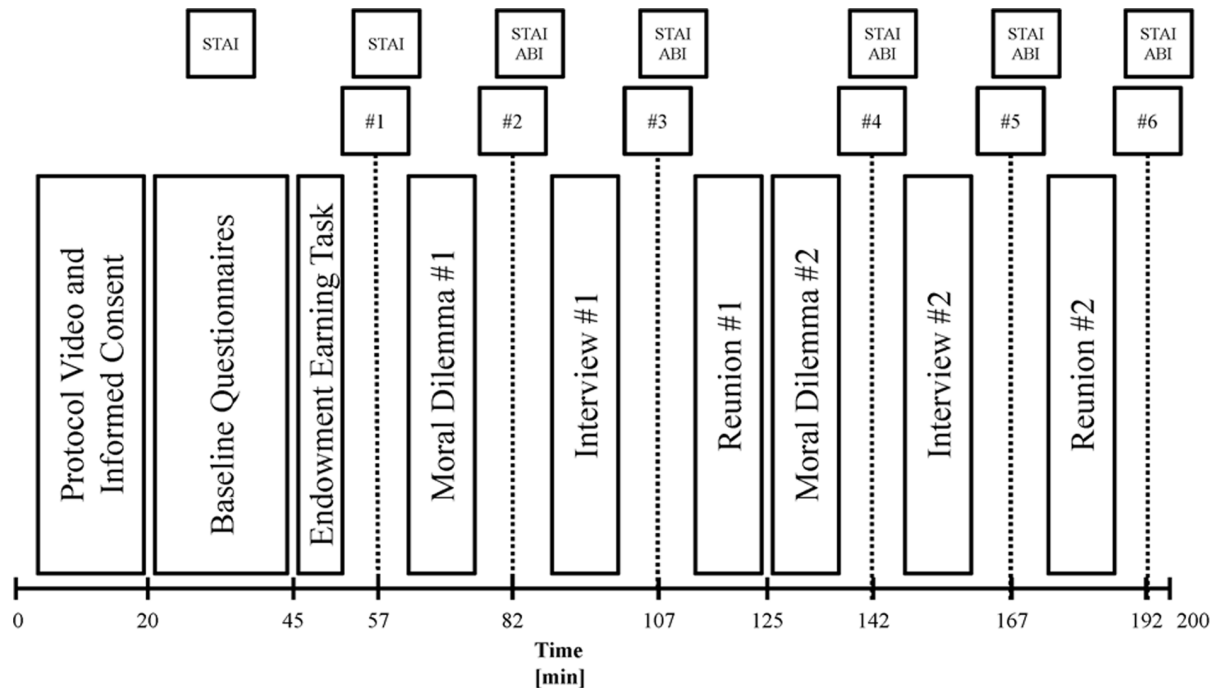 STAI
STAI
STAI
ABI
STAI
ABI
STAI
ABI
STAI
ABI
STAI
ABI
#1
#2
#3
#4
#5
#6
Protocol Video and
Informed Consent
Baseline Questionnaires
Endowment Earning Task
Moral Dilemma #1
Interview #1
Reunion #1
Moral Dilemma #2
Interview #2
Reunion #2
0
20
45
57
82
107
125
142
167
192
200
Time
[min]